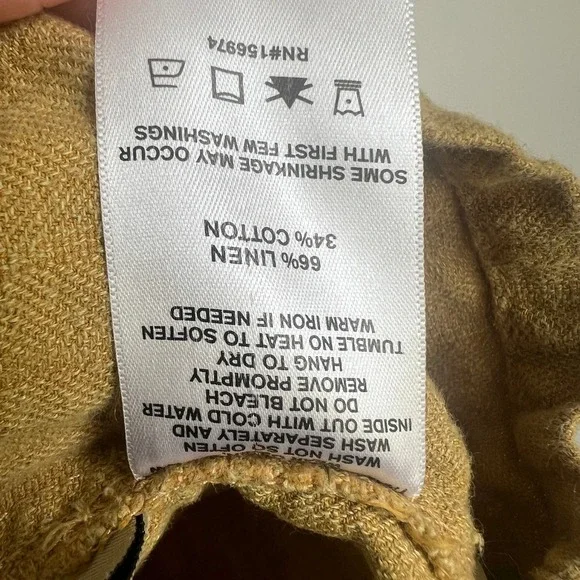 WASH NOT SO OFTEN
WASH SEPARATELY AND
INSIDE OUT WITH COLD WATER
DO NOT BLEACH
REMOVE PROMPTLY
HANG TO DRY
TUMBLE NO HEAT TO SOFTEN
WARM IRON IF NEEDED
66% LINEN
34% COTTON
SOME SHRINKAGE MAY OCCUR
WITH FIRST FEW WASHINGS
RN#156974